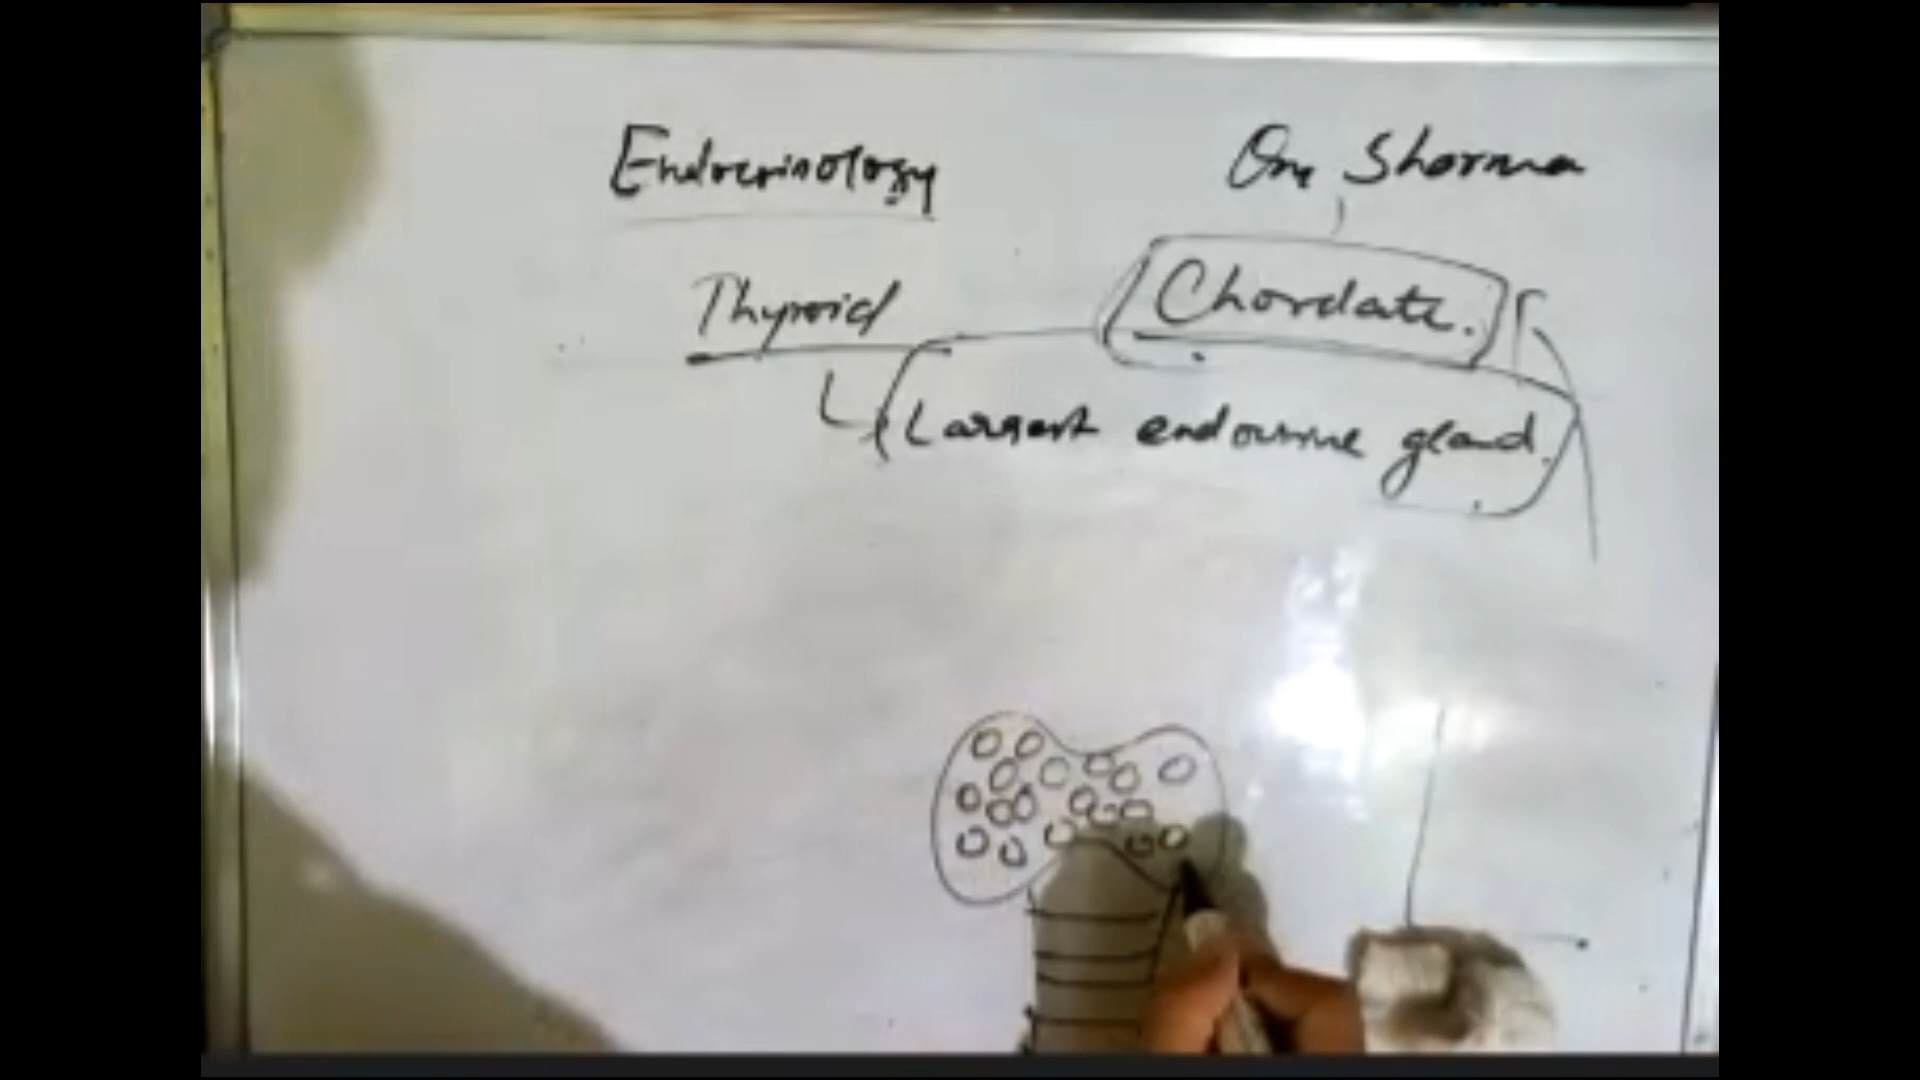 Endocrinology
Om Sharma
Thyroid
Chordate.
Largest endocrine gland.